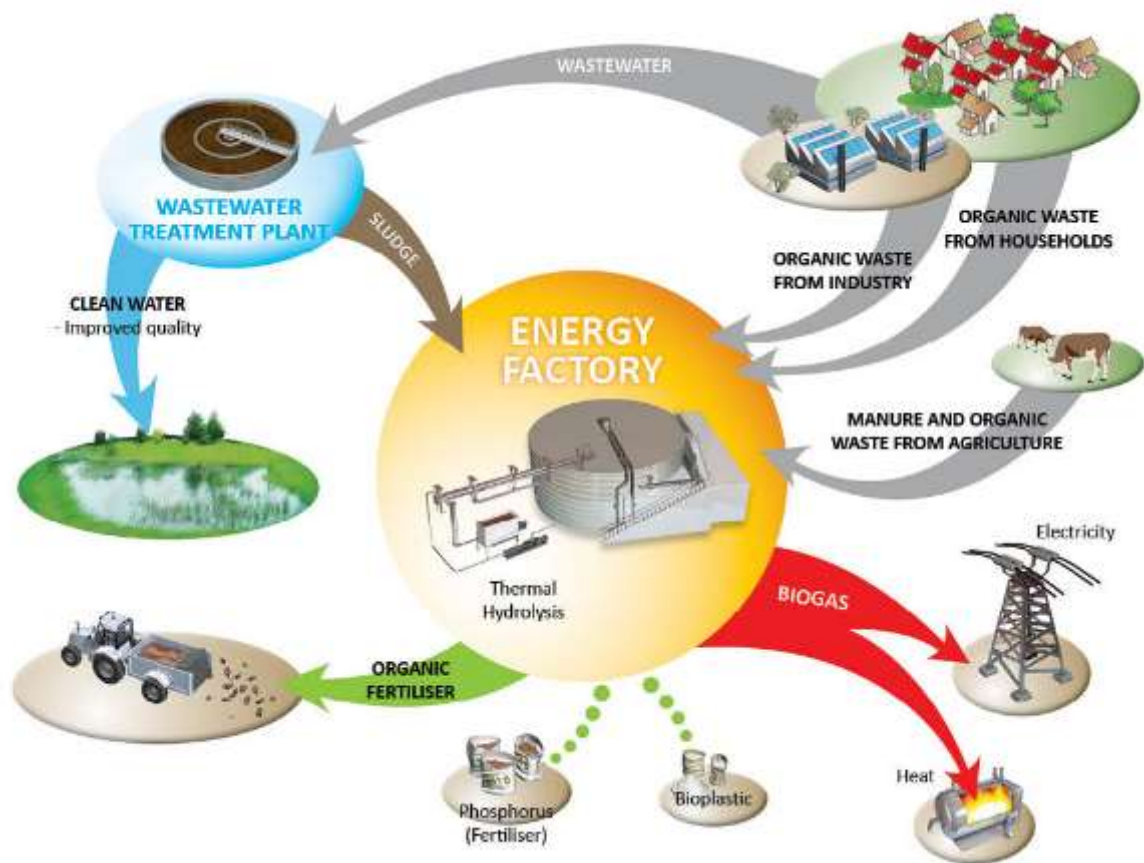 WASTEWATER
WASTEWATER
TREATMENT PLANT
SLUDGE
ORGANIC WASTE
FROM HOUSEHOLDS
ORGANIC WASTE
FROM INDUSTRY
CLEAN WATER
- Improved quality
ENERGY
FACTORY
MANURE AND ORGANIC
WASTE FROM AGRICULTURE
Thermal
Hydrolysis
Electricity
BIOGAS
ORGANIC
FERTILISER
Heat
Phosphorus
(Fertiliser)
Bioplastic